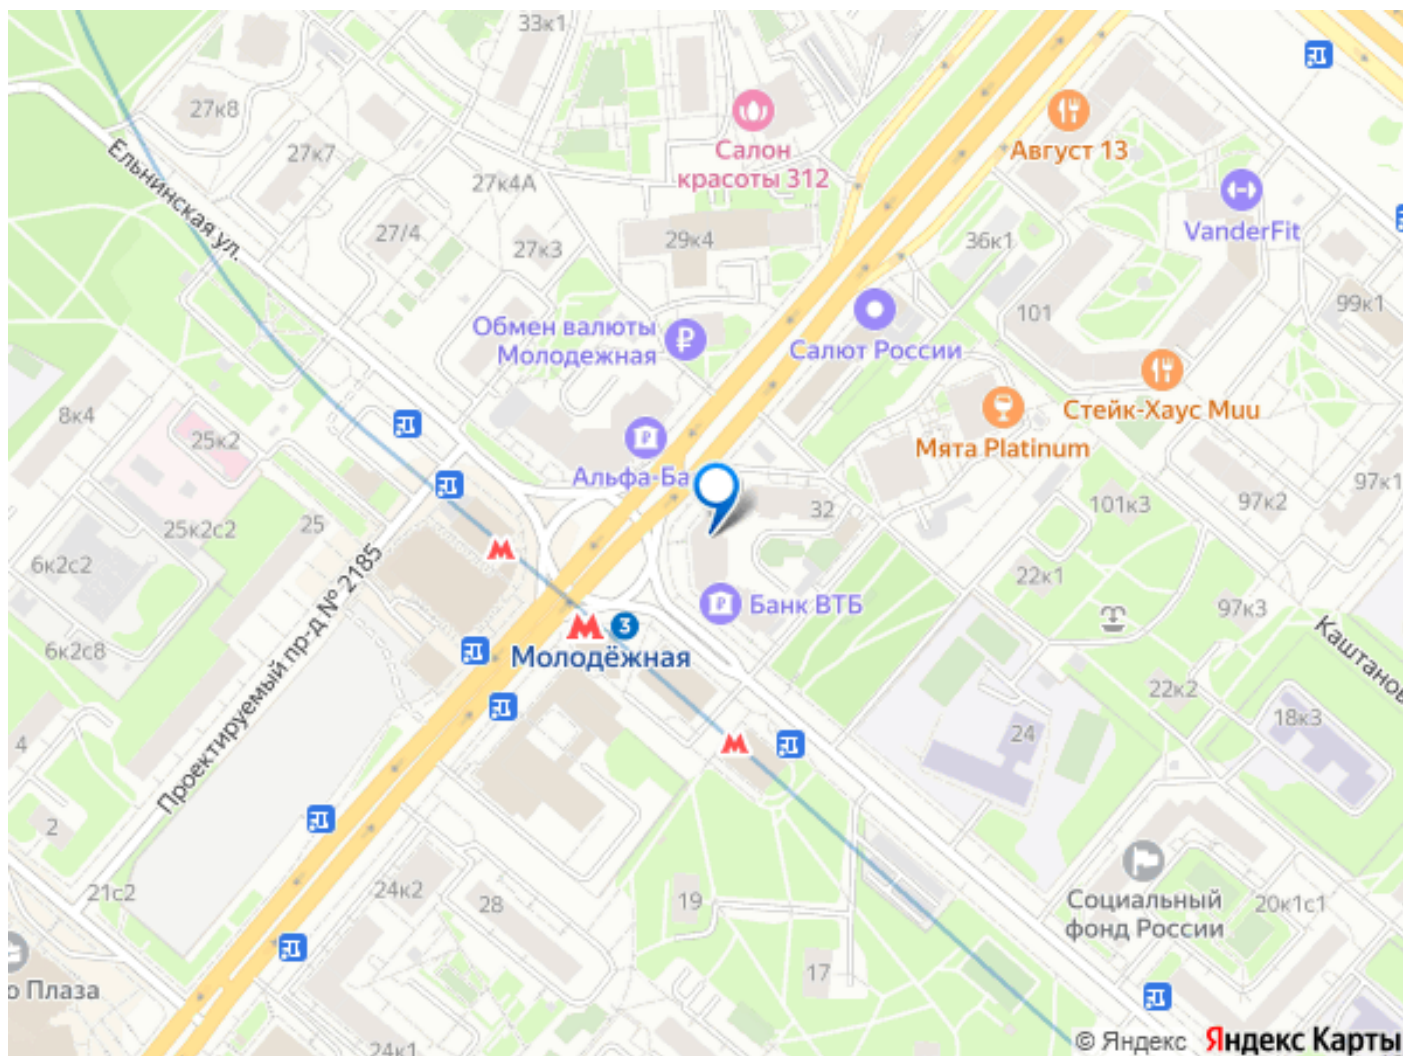 33к1
27к8
Ельнинская ул.
27к7
27к4А
27/4
27к3
Салон
красоты 312
29к4
Август 13
VanderFit
36к1
99к1
101
Обмен валюты
Молодежная
Салют России
Стейк-Хаус Muu
Мята Platinum
8к4
25к2
Альфа-Ба
32
101к3
97к2
97к1
25к2с2
25
6к2с2
Проектируемый пр-д № 2185
22к1
97к3
Банк ВТБ
3
Молодёжная
6к2с8
Каштанов
22к2
18к3
24
4
2
21с2
24к2
28
19
17
Социальный
фонд России
20к1с1
о Плаза
24к1
© Яндекс Яндекс Карты